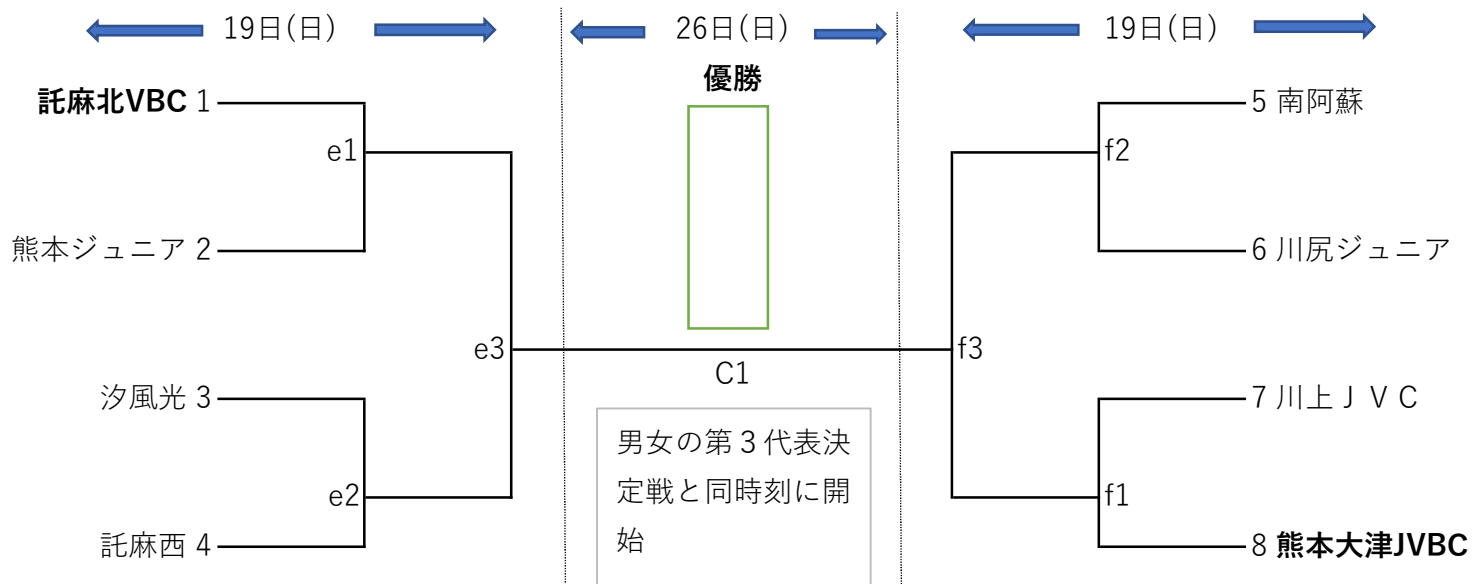 19日(日)
26日(日)
19日(日)
優勝
託麻北VBC 1
5 南阿蘇
e1
f2
熊本ジュニア 2
6 川尻ジュニア
e3
f3
C1
汐風光 3
7 川上ＪＶＣ
男女の第３代表決
定戦と同時刻に開
始
e2
f1
託麻西 4
8 熊本大津JVBC